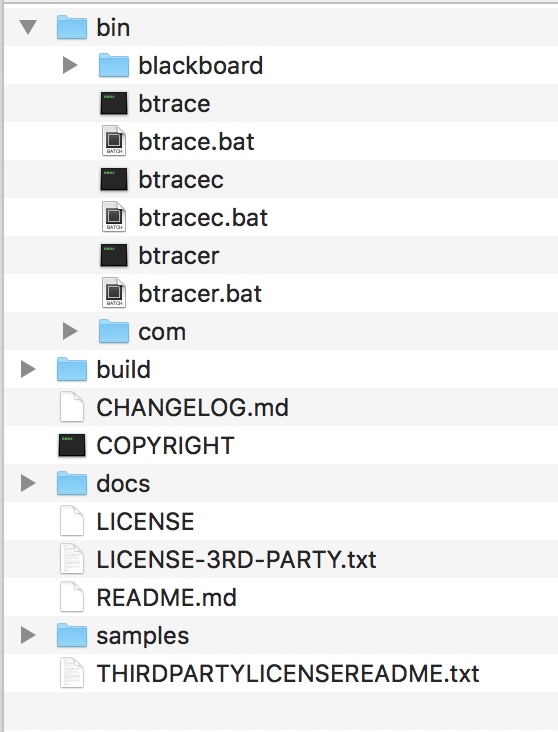 bin
blackboard
btrace
btrace.bat
btracec
btracec.bat
btracer
btracer.bat
com
build
CHANGELOG.md
COPYRIGHT
docs
LICENSE
LICENSE-3RD-PARTY.txt
README.md
samples
THIRDPARTYLICENSEREADME.txt